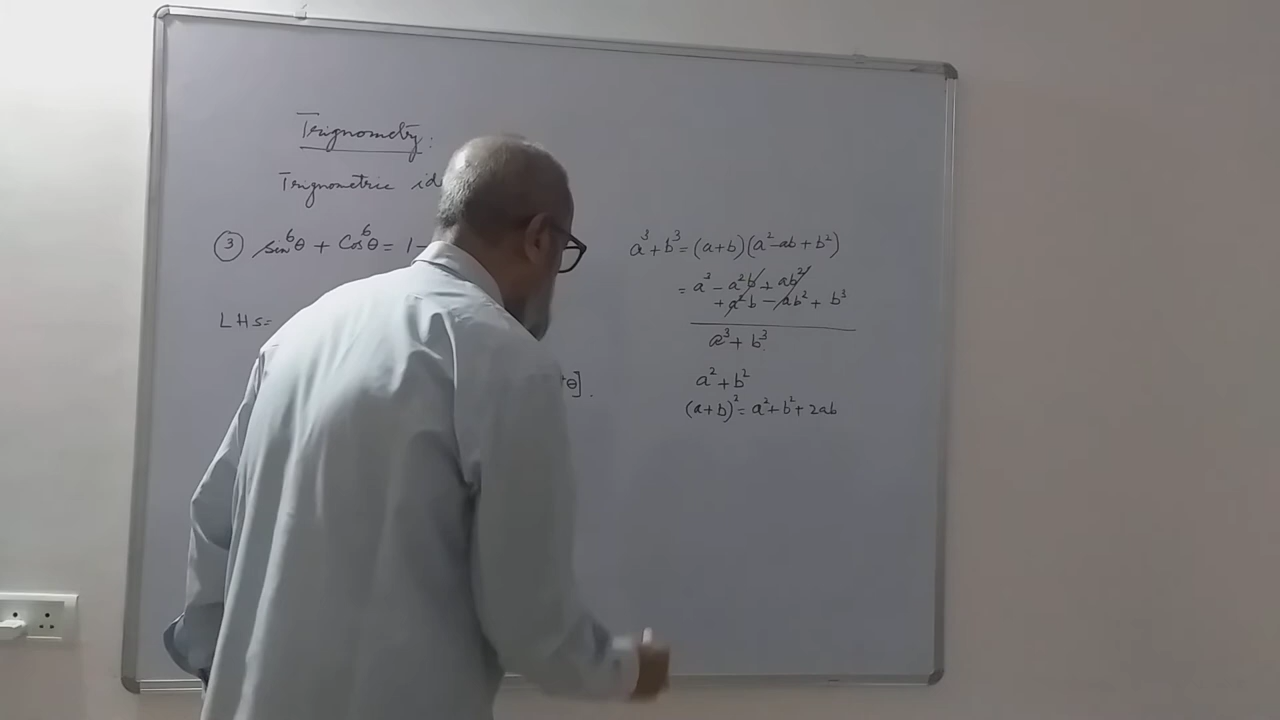 Trignometry:
Trignometric id
③ sin⁶θ + Cos⁶θ = 1 -
LHS =
θ].
a³ + b³ = (a+b)(a² - ab + b²)
= a³ - a²b + ab²
+ a²b - ab² + b³
a³ + b³
a² + b²
(a+b)² = a² + b² + 2ab